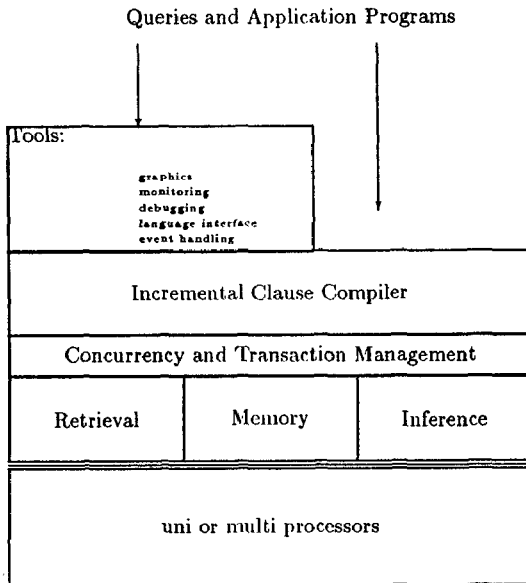 Queries and Application Programs
Tools:
graphics
monitoring
debugging
language interface
event handling
Incremental Clause Compiler
Concurrency and Transaction Management
Retrieval
Memory
Inference
uni or multi processors